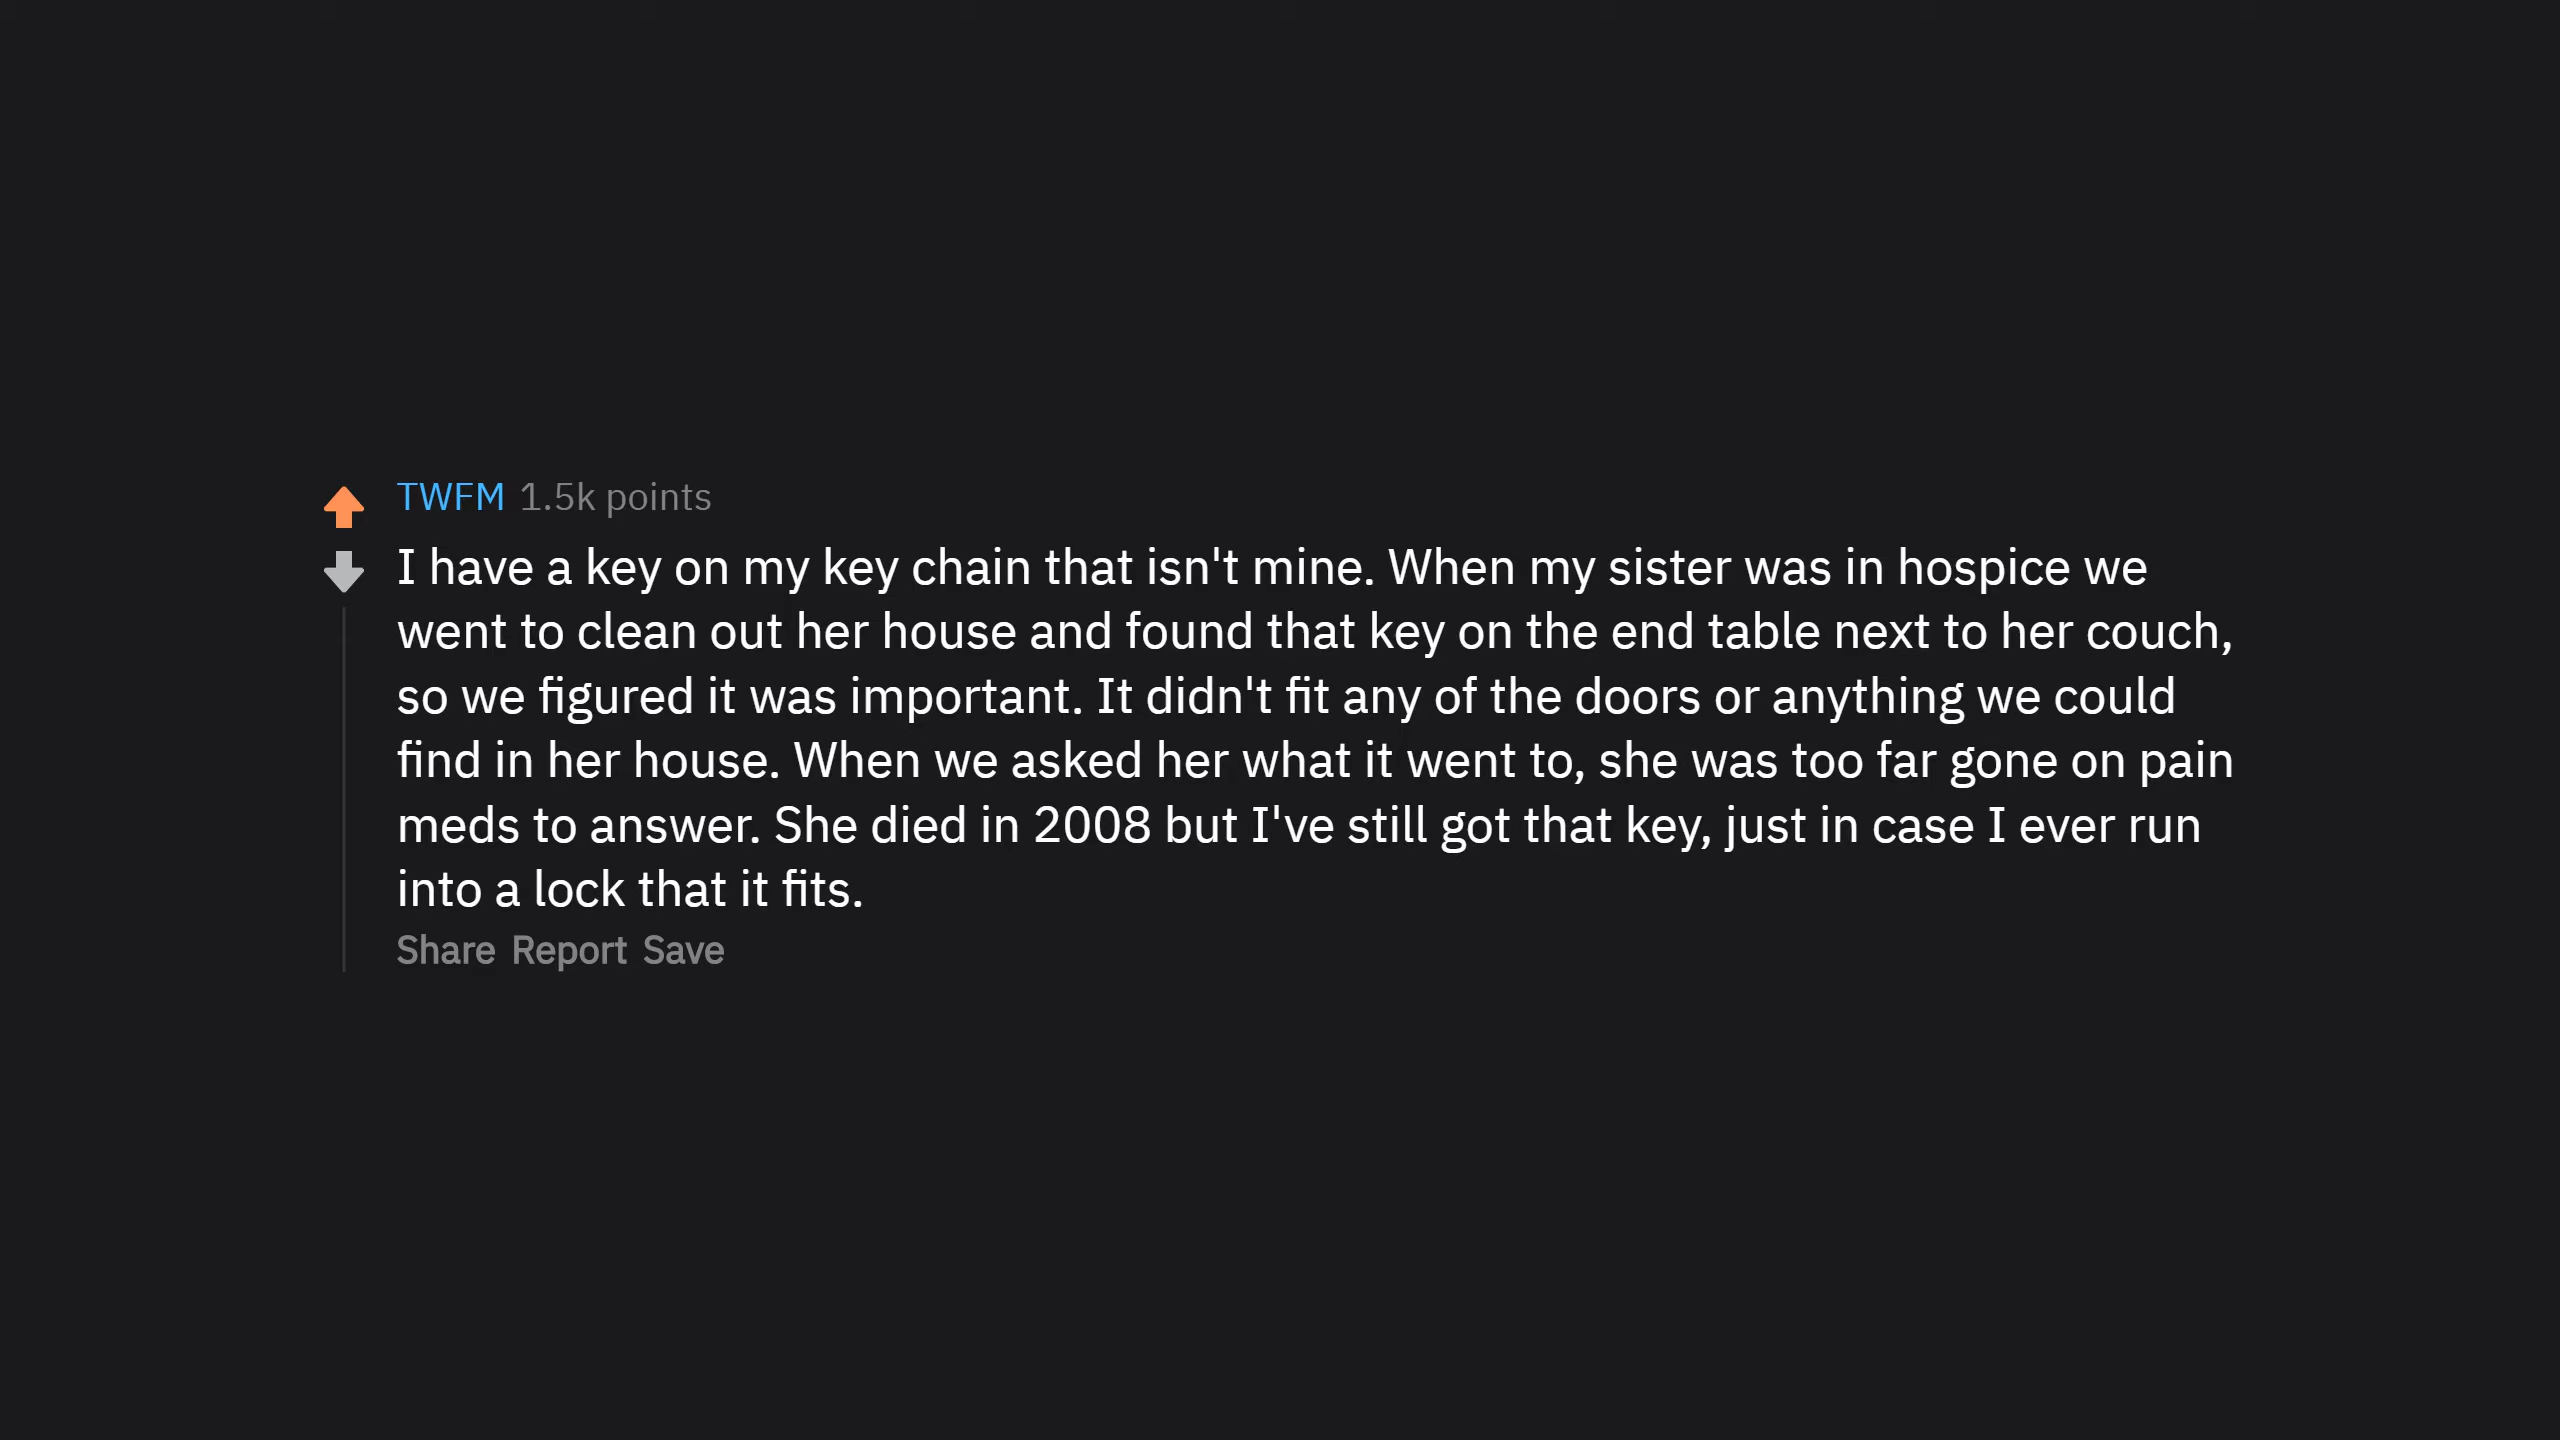 TWFM 1.5k points
I have a key on my key chain that isn't mine. When my sister was in hospice we
went to clean out her house and found that key on the end table next to her couch,
so we figured it was important. It didn't fit any of the doors or anything we could
find in her house. When we asked her what it went to, she was too far gone on pain
meds to answer. She died in 2008 but I've still got that key, just in case I ever run
into a lock that it fits.
Share Report Save